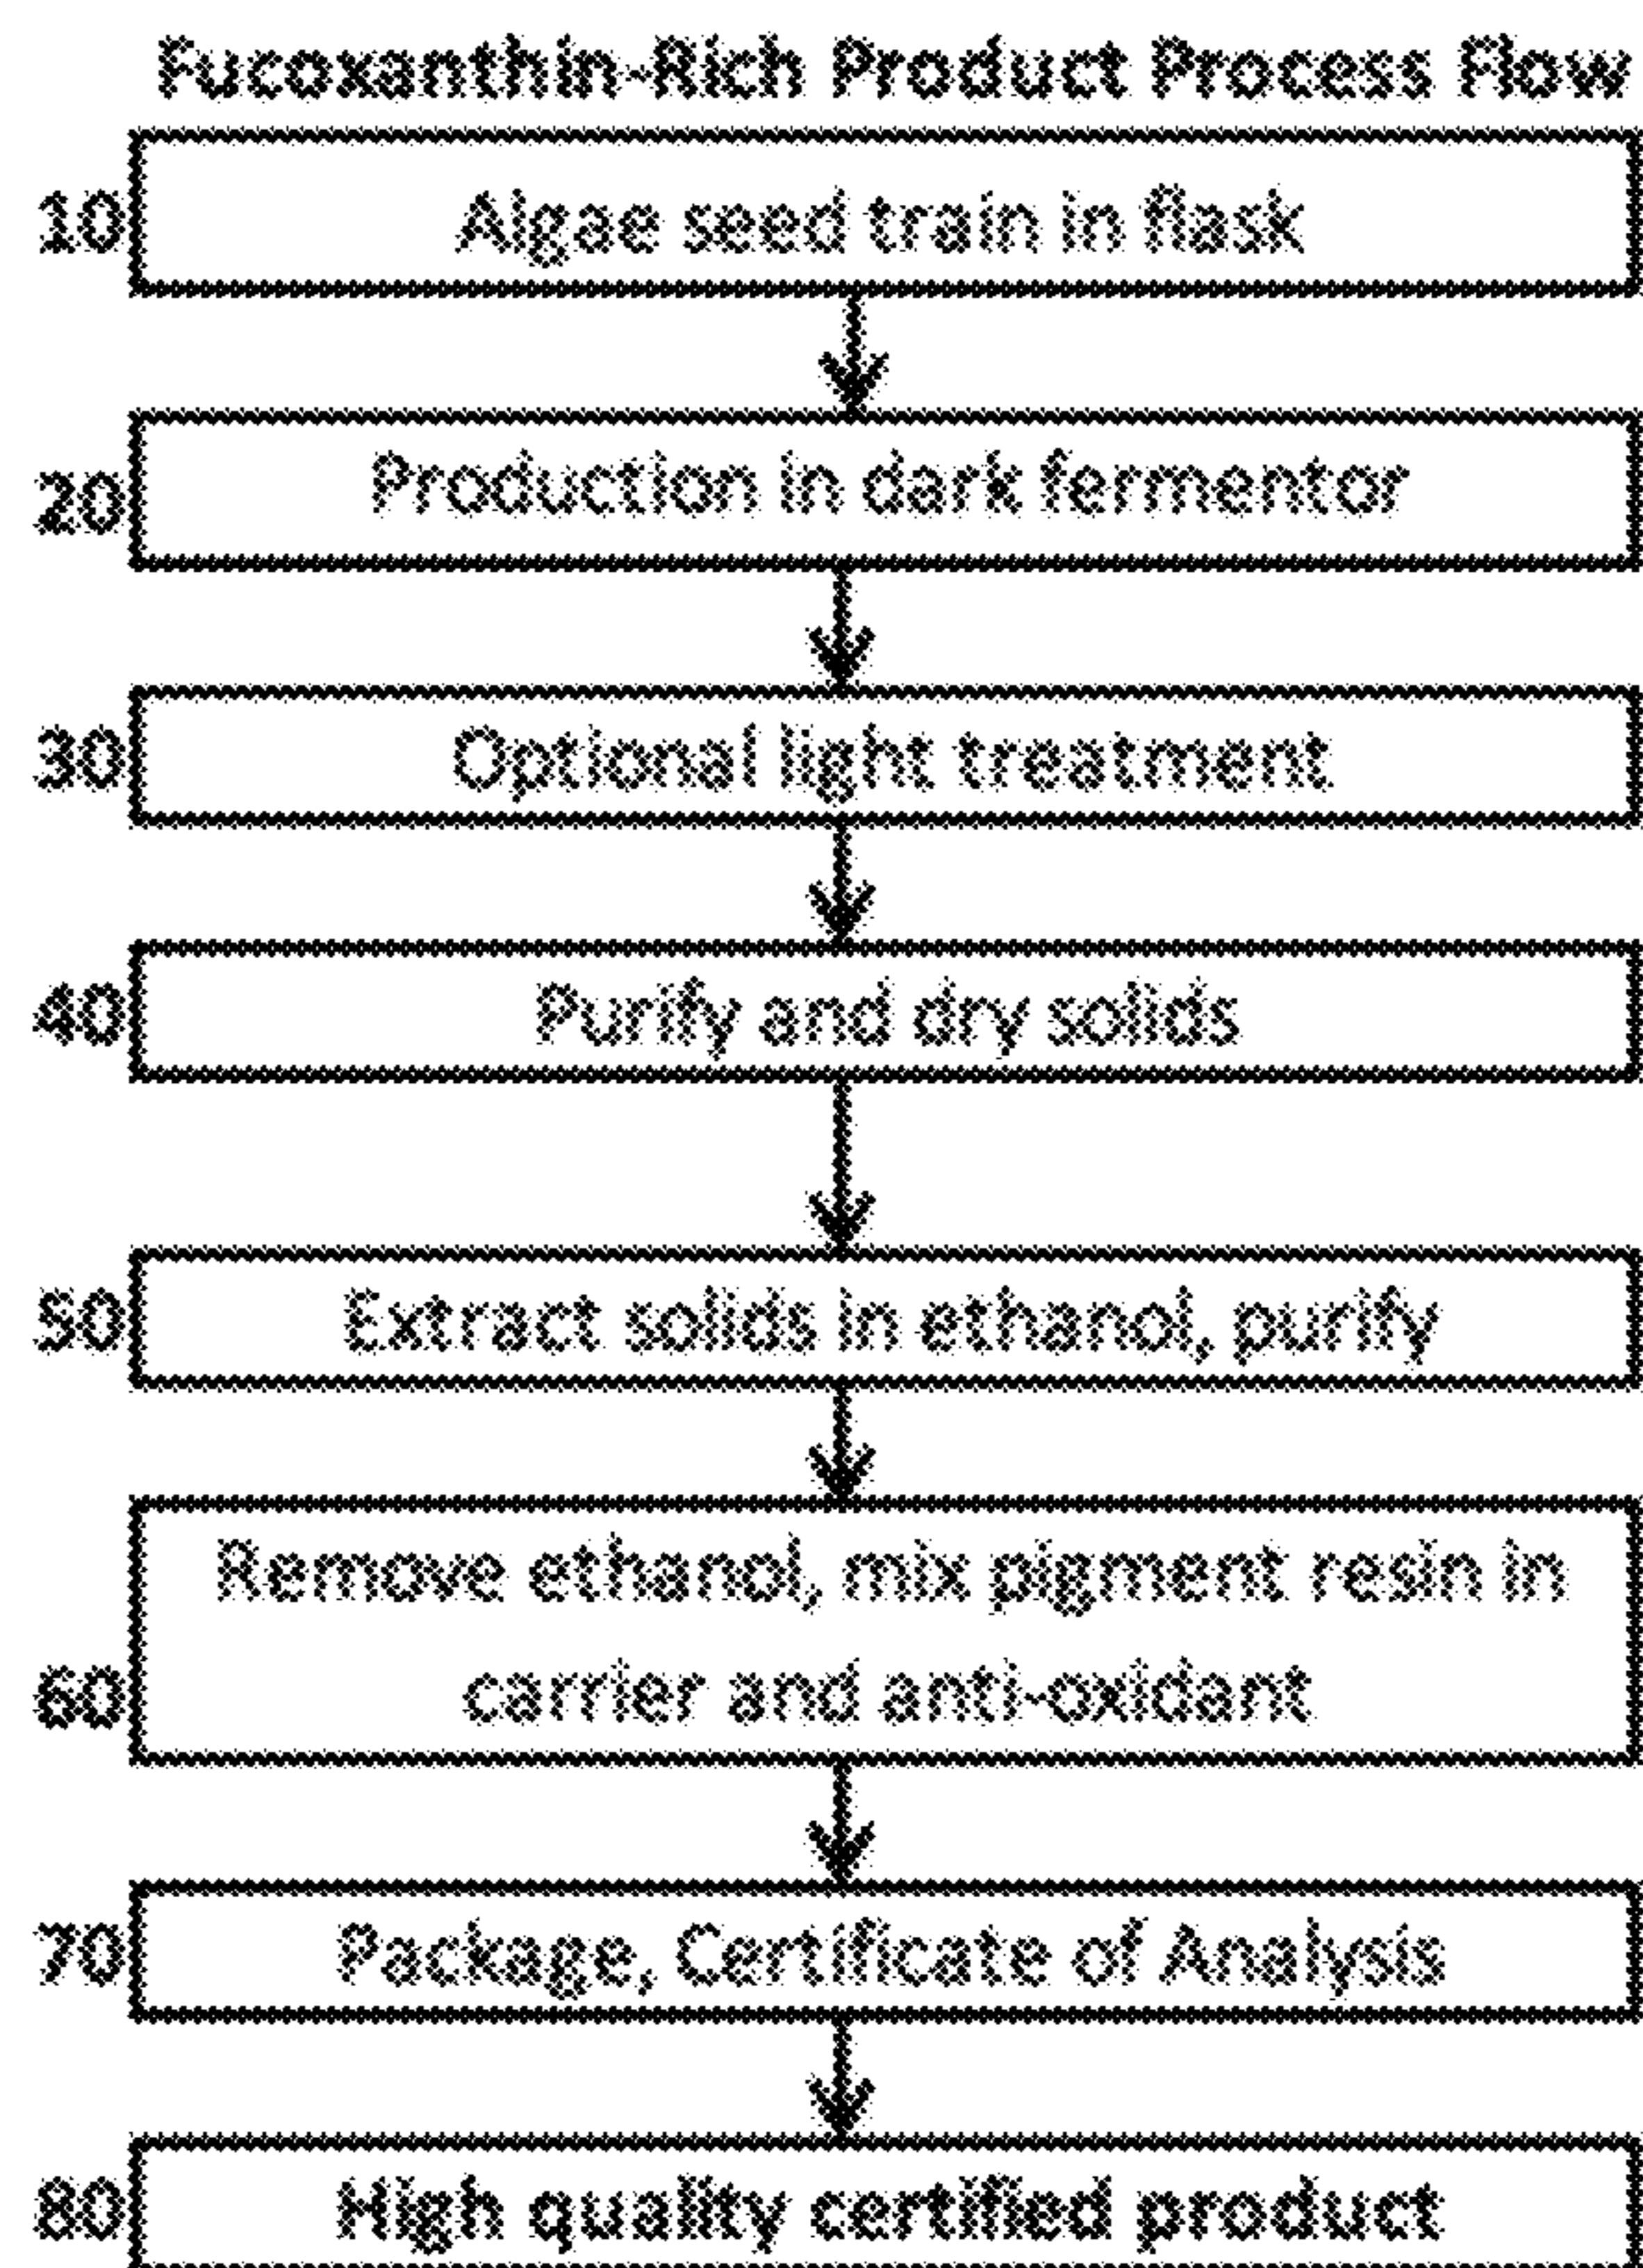 Fucoxanthin-Rich Product Process Flow
10 Algae seed train in flask
20 Production in dark fermentor
30 Optional light treatment
40 Purify and dry solids
50 Extract solids in ethanol, purify
Remove ethanol, mix pigment resin in
60 carrier and anti-oxidant
70 Package, Certificate of Analysis
80 High quality certified product